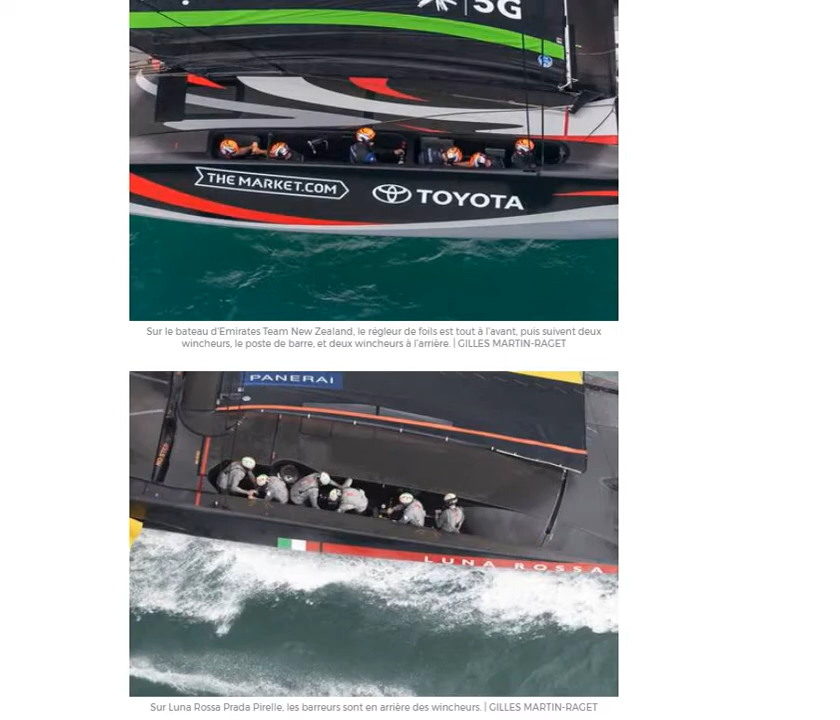 5G
THE MARKET.COM
TOYOTA
Sur le bateau d'Emirates Team New Zealand, le régleur de foils est tout à l'avant, puis suivent deux
wincheurs, le poste de barre, et deux wincheurs à l'arrière. | GILLES MARTIN-RAGET
PANERAI
LUNA ROSSA
Sur Luna Rossa Prada Pirelle, les barreurs sont en arrière des wincheurs. | GILLES MARTIN-RAGET